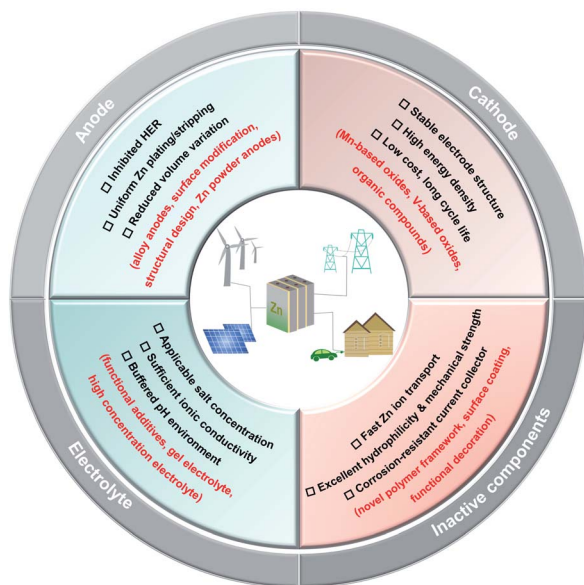 Anode
☐ Inhibited HER
☐ Uniform Zn plating/stripping
☐ Reduced volume variation
(alloy anodes, surface modification,
structural design, Zn powder anodes)
Cathode
☐ Stable electrode structure
☐ High energy density
☐ Low cost, long cycle life
(Mn-based oxides, V-based oxides,
organic compounds)
Zn
Electrolyte
☐ Applicable salt concentration
☐ Sufficient ionic conductivity
☐ Buffered pH environment
(functional additives, gel electrolyte,
high concentration electrolyte)
Inactive components
☐ Fast Zn ion transport
☐ Excellent hydrophilicity & mechanical strength
☐ Corrosion-resistant current collector
(novel polymer framework, surface coating,
functional decoration)